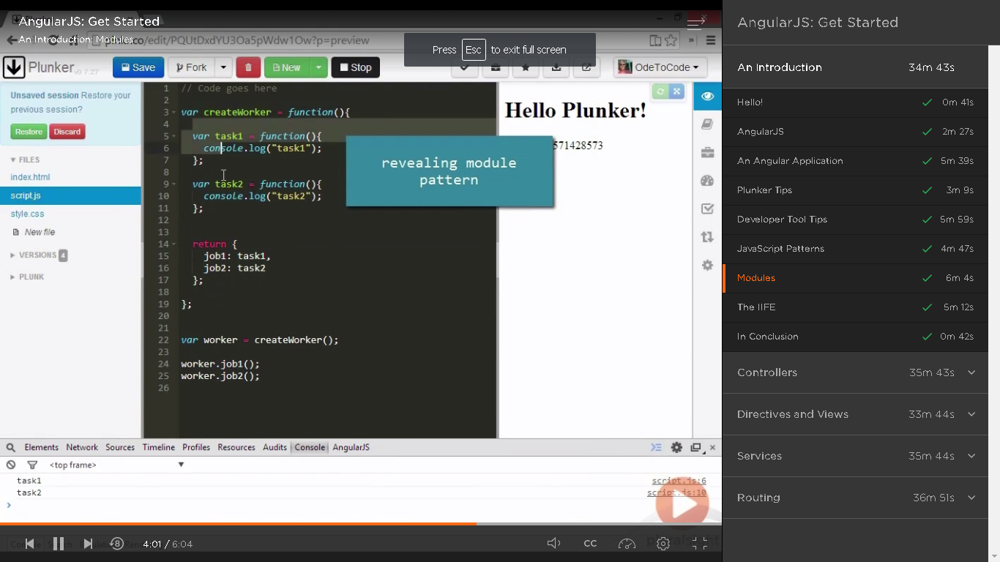 AngularJS: Get Started
An Introduction: Modules
.co/edit/PQUtDxdYU3Oa5pWdw1Ow?p=preview
Press Esc to exit full screen
Plunker v0.7.27
Save
Fork
New
Stop
OdeToCode
Unsaved session Restore your
previous session?
Restore
Discard
FILES
index.html
script.js
style.css
New file
VERSIONS 4
PLUNK
1 // Code goes here
2
3 var createWorker = function(){
4
5 var task1 = function(){
6 console.log("task1");
7 };
8
9 var task2 = function(){
10 console.log("task2");
11 };
12
13
14 return {
15 job1: task1,
16 job2: task2
17 };
18
19 };
20
21
22 var worker = createWorker();
23
24 worker.job1();
25 worker.job2();
26
revealing module
pattern
Hello Plunker!
571428573
Elements Network Sources Timeline Profiles Resources Audits Console AngularJS
<top frame>
task1 script.js:6
task2 script.js:10
>
8
4:01 / 6:04
CC
AngularJS: Get Started
An Introduction 34m 43s
Hello! 0m 41s
AngularJS 2m 27s
An Angular Application 5m 39s
Plunker Tips 3m 9s
Developer Tool Tips 5m 59s
JavaScript Patterns 4m 47s
Modules 6m 4s
The IIFE 5m 12s
In Conclusion 0m 42s
Controllers 35m 43s
Directives and Views 33m 44s
Services 35m 44s
Routing 36m 51s